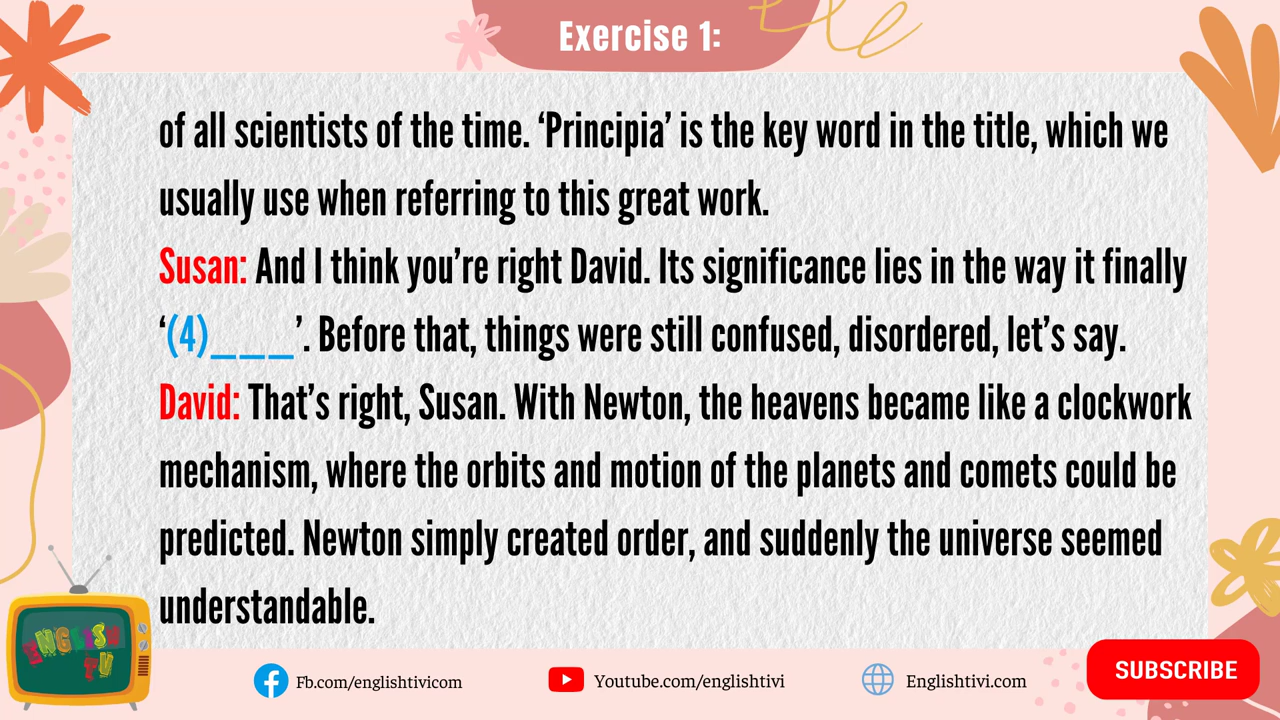 Exercise 1:
of all scientists of the time. ‘Principia’ is the key word in the title, which we
usually use when referring to this great work.
Susan: And I think you’re right David. Its significance lies in the way it finally
‘(4)___’. Before that, things were still confused, disordered, let’s say.
David: That’s right, Susan. With Newton, the heavens became like a clockwork
mechanism, where the orbits and motion of the planets and comets could be
predicted. Newton simply created order, and suddenly the universe seemed
understandable.
ENGLISH
TV
Fb.com/englishtivicom
Youtube.com/englishtivi
Englishtivi.com
SUBSCRIBE